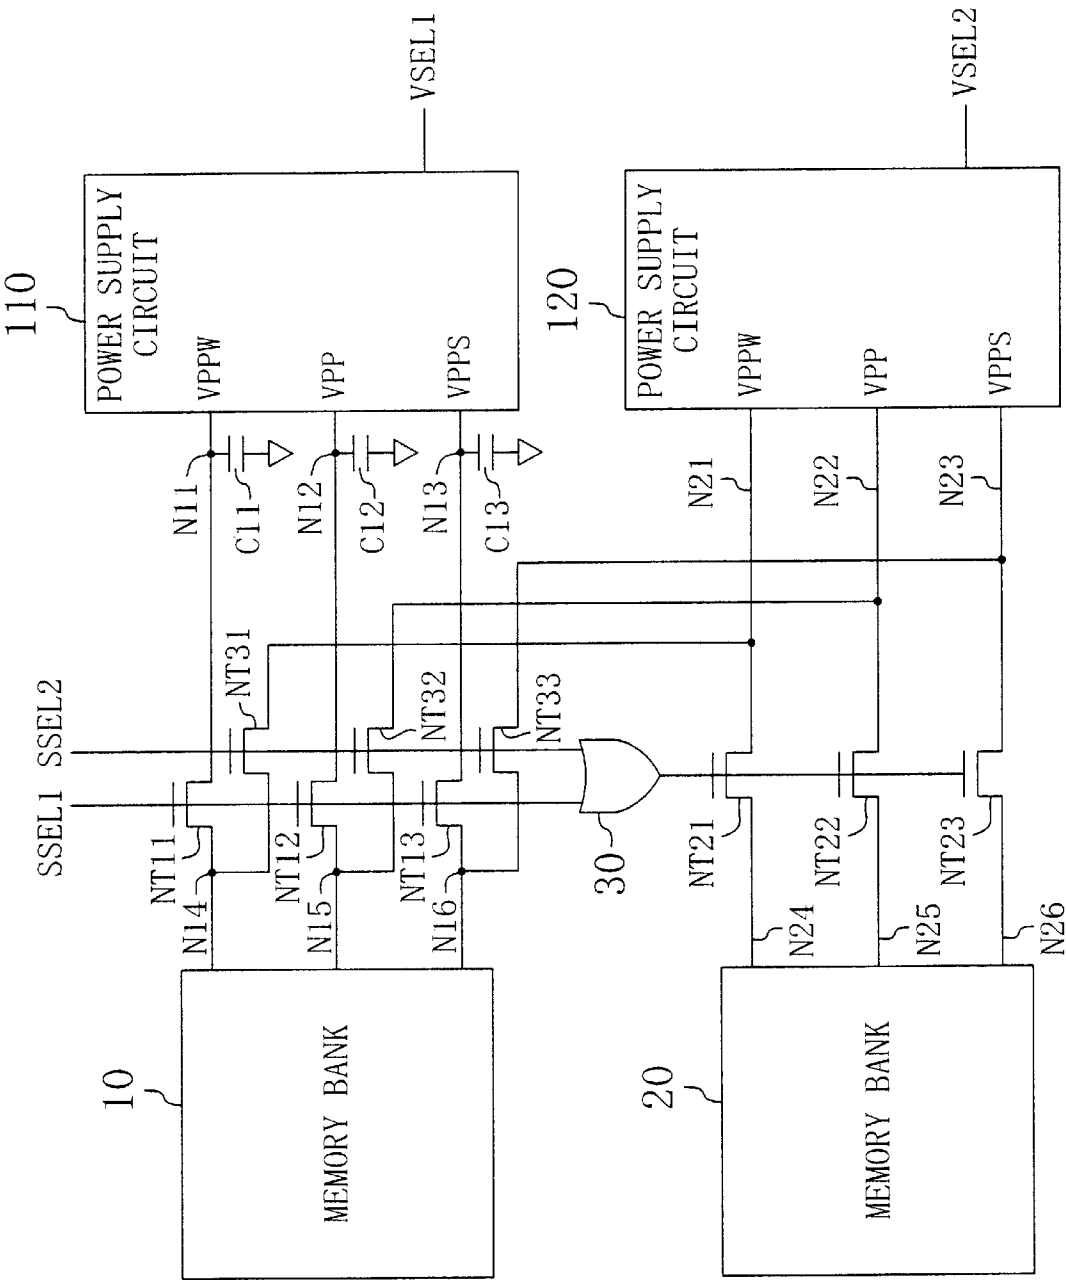 110
POWER SUPPLY
CIRCUIT
VPPW
VPP
VPPS
VSEL1
120
POWER SUPPLY
CIRCUIT
VPPW
VPP
VPPS
VSEL2
N11
C11
N12
C12
N13
C13
N21
N22
N23
SSEL1
SSEL2
NT31
NT32
NT33
NT11
NT12
NT13
30
NT21
NT22
NT23
N14
N15
N16
N24
N25
N26
10
MEMORY BANK
20
MEMORY BANK